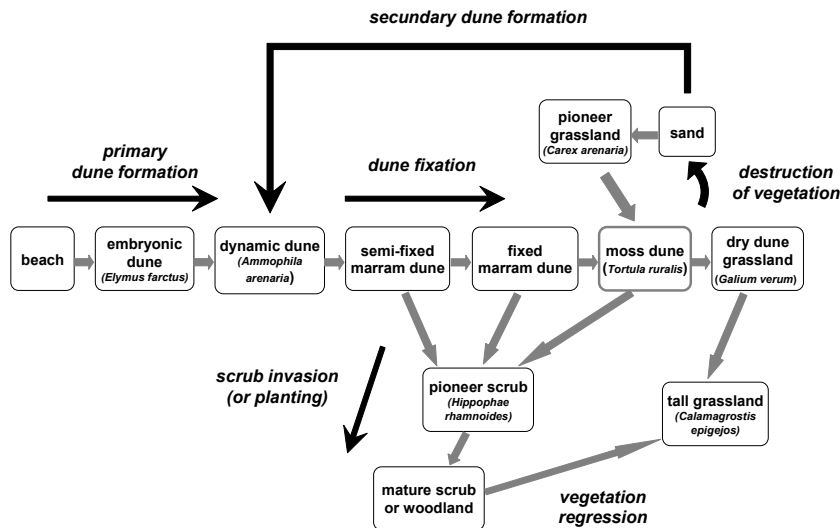 secundary dune formation
primary
dune formation
dune fixation
pioneer
grassland
(Carex arenaria)
sand
destruction
of vegetation
beach
embryonic
dune
(Elymus farctus)
dynamic dune
(Ammophila
arenaria)
semi-fixed
marram dune
fixed
marram dune
moss dune
(Tortula ruralis)
dry dune
grassland
(Galium verum)
scrub invasion
(or planting)
pioneer scrub
(Hippophae
rhamnoides)
tall grassland
(Calamagrostis
epigejos)
mature scrub
or woodland
vegetation
regression